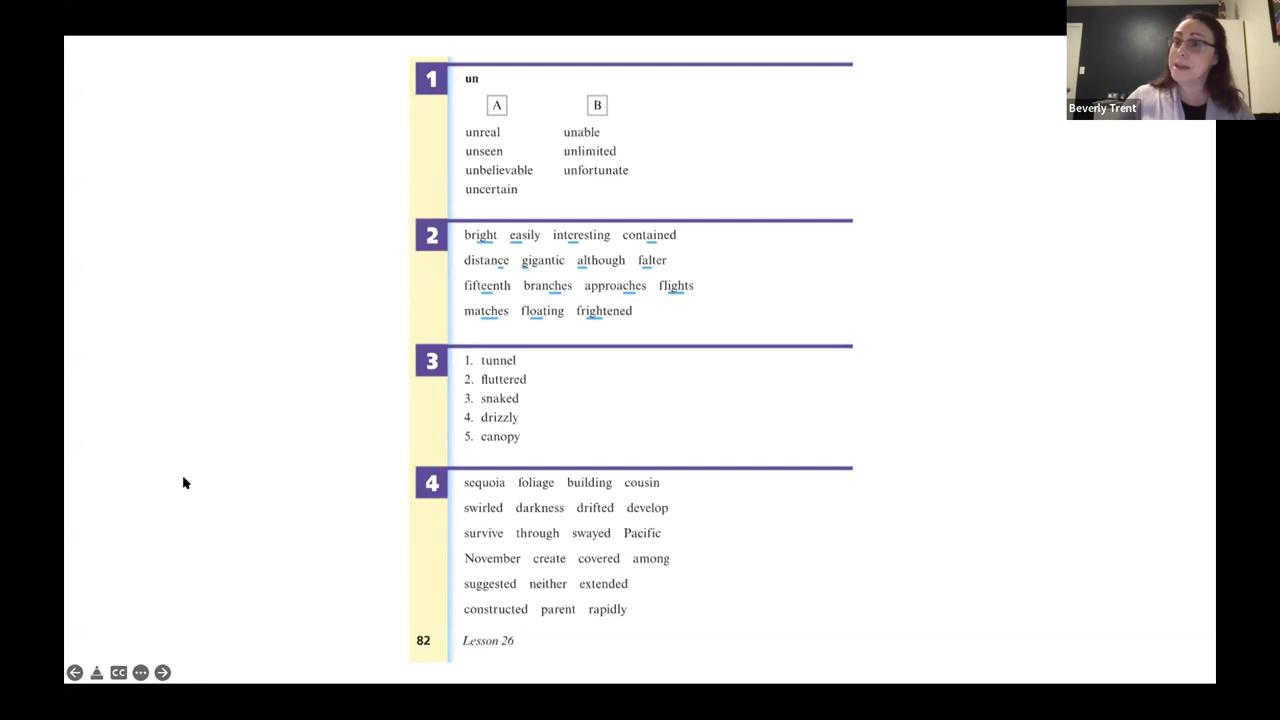 Beverly Trent
1 un
A B
unreal unable
unseen unlimited
unbelievable unfortunate
uncertain
2 bright easily interesting contained
distance gigantic although falter
fifteenth branches approaches flights
matches floating frightened
3 1. tunnel
2. fluttered
3. snaked
4. drizzly
5. canopy
4 sequoia foliage building cousin
swirled darkness drifted develop
survive through swayed Pacific
November create covered among
suggested neither extended
constructed parent rapidly
82 Lesson 26
CC